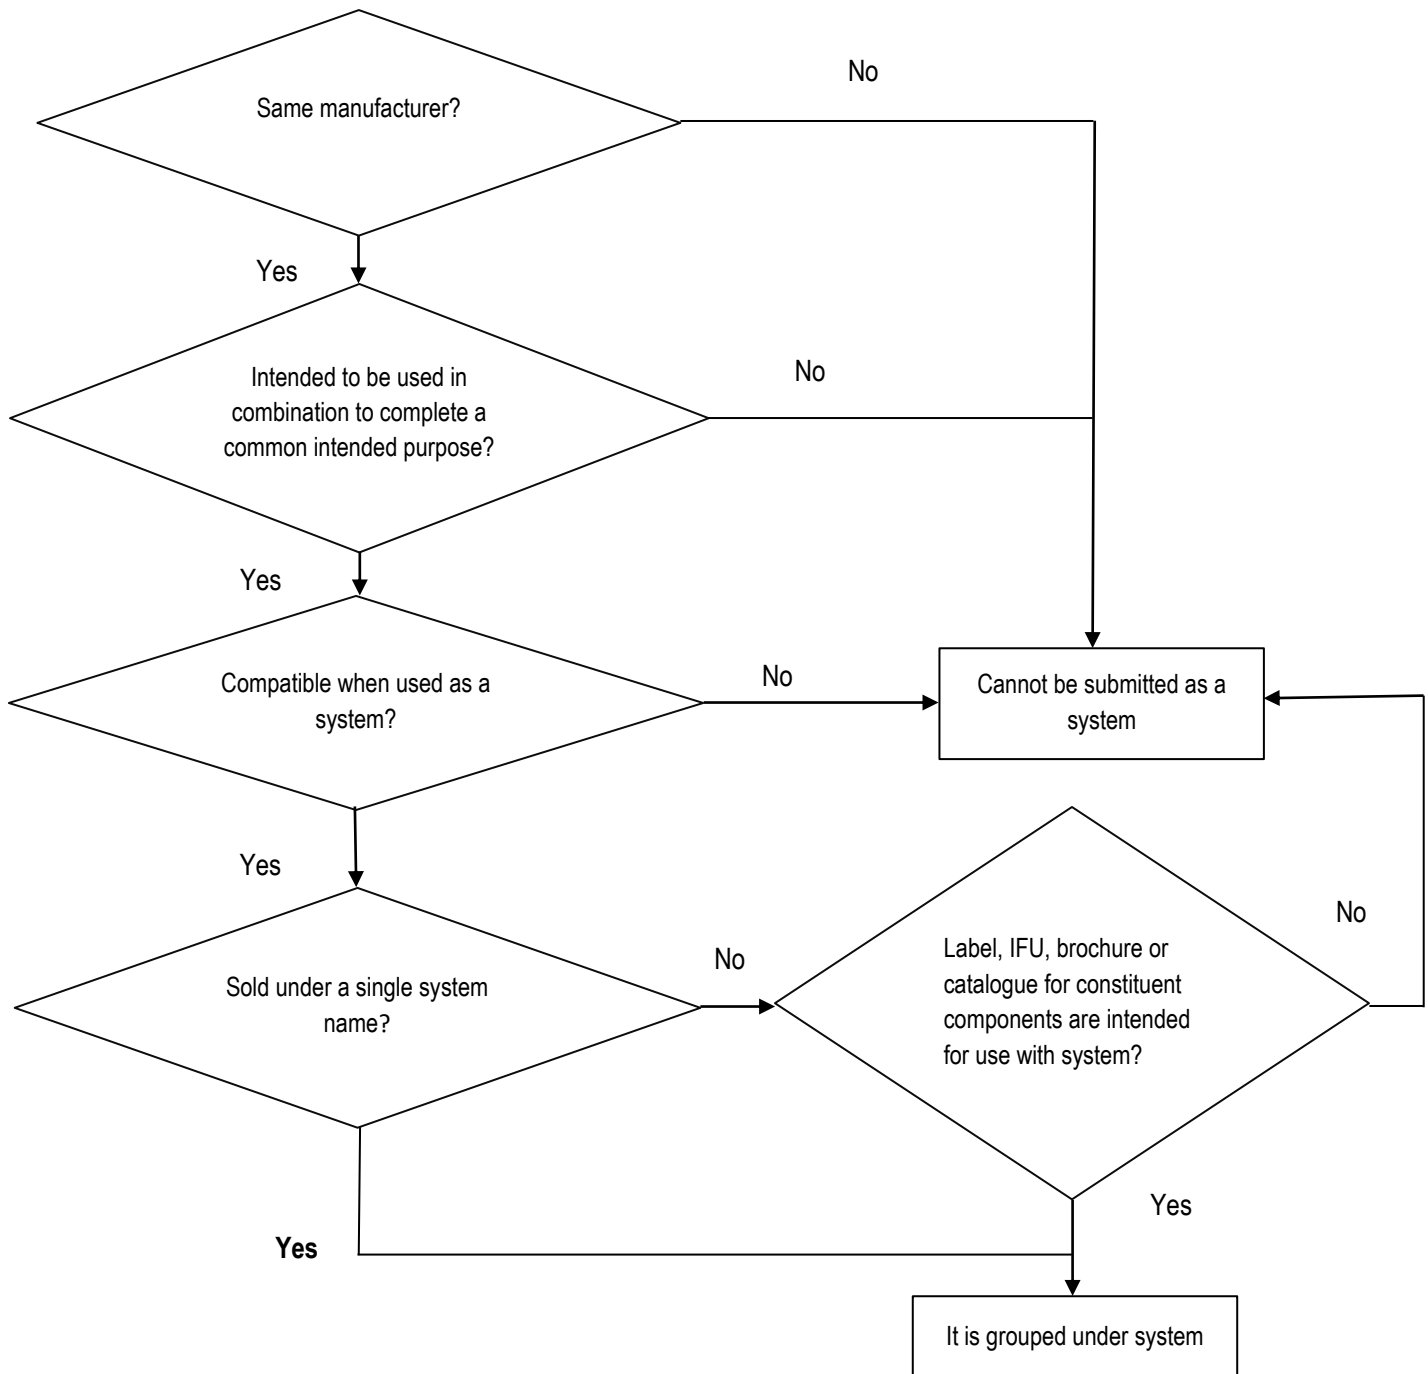 No
Same manufacturer?
Yes
Intended to be used in
combination to complete a
common intended purpose?
No
Yes
Compatible when used as a
system?
No
Cannot be submitted as a
system
Yes
Sold under a single system
name?
No
Label, IFU, brochure or
catalogue for constituent
components are intended
for use with system?
No
Yes
Yes
It is grouped under system